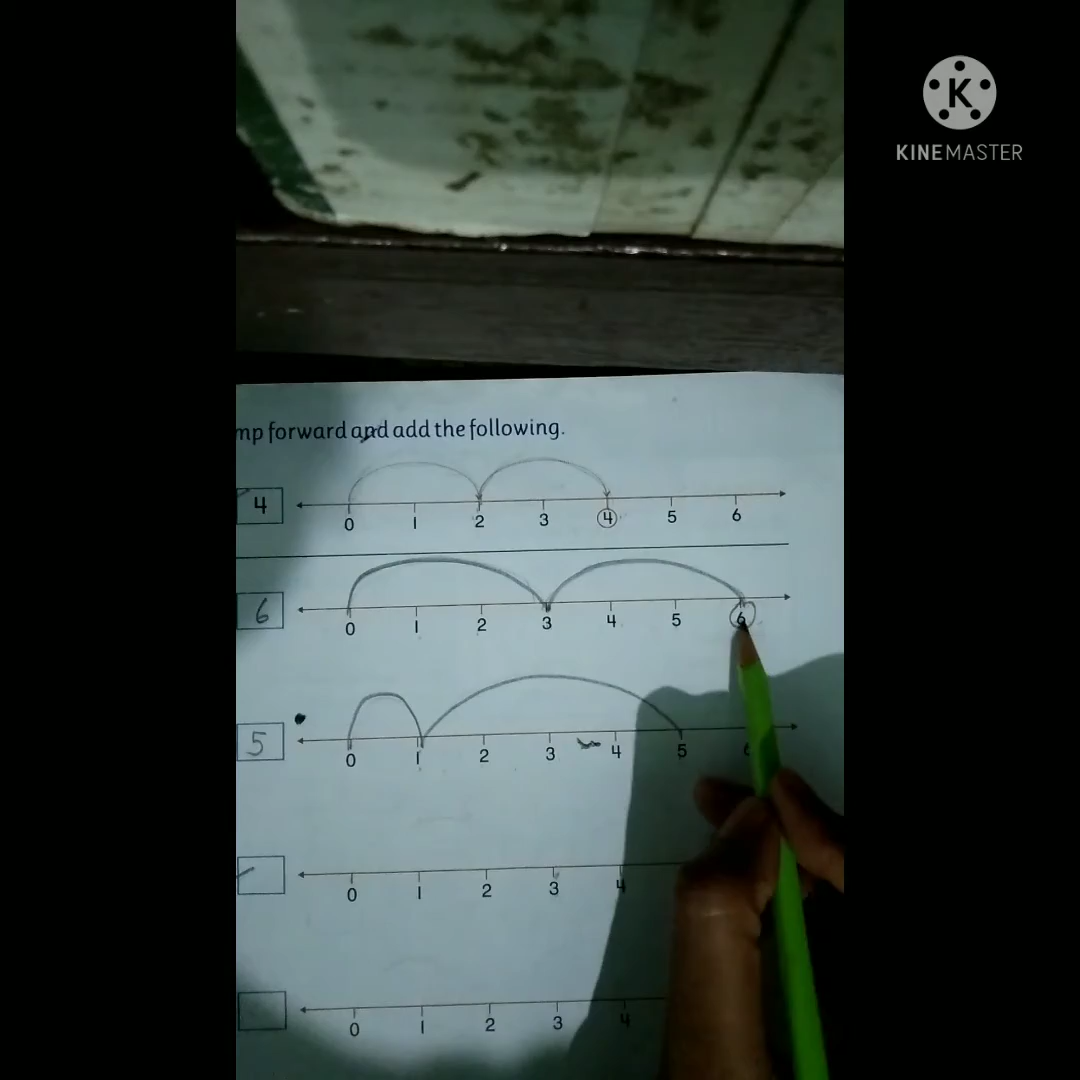 K
KINEMASTER
mp forward and add the following.
4
0 1 2 3 4 5 6
6
0 1 2 3 4 5 6
5
0 1 2 3 4 5
0 1 2 3 4
0 1 2 3 4